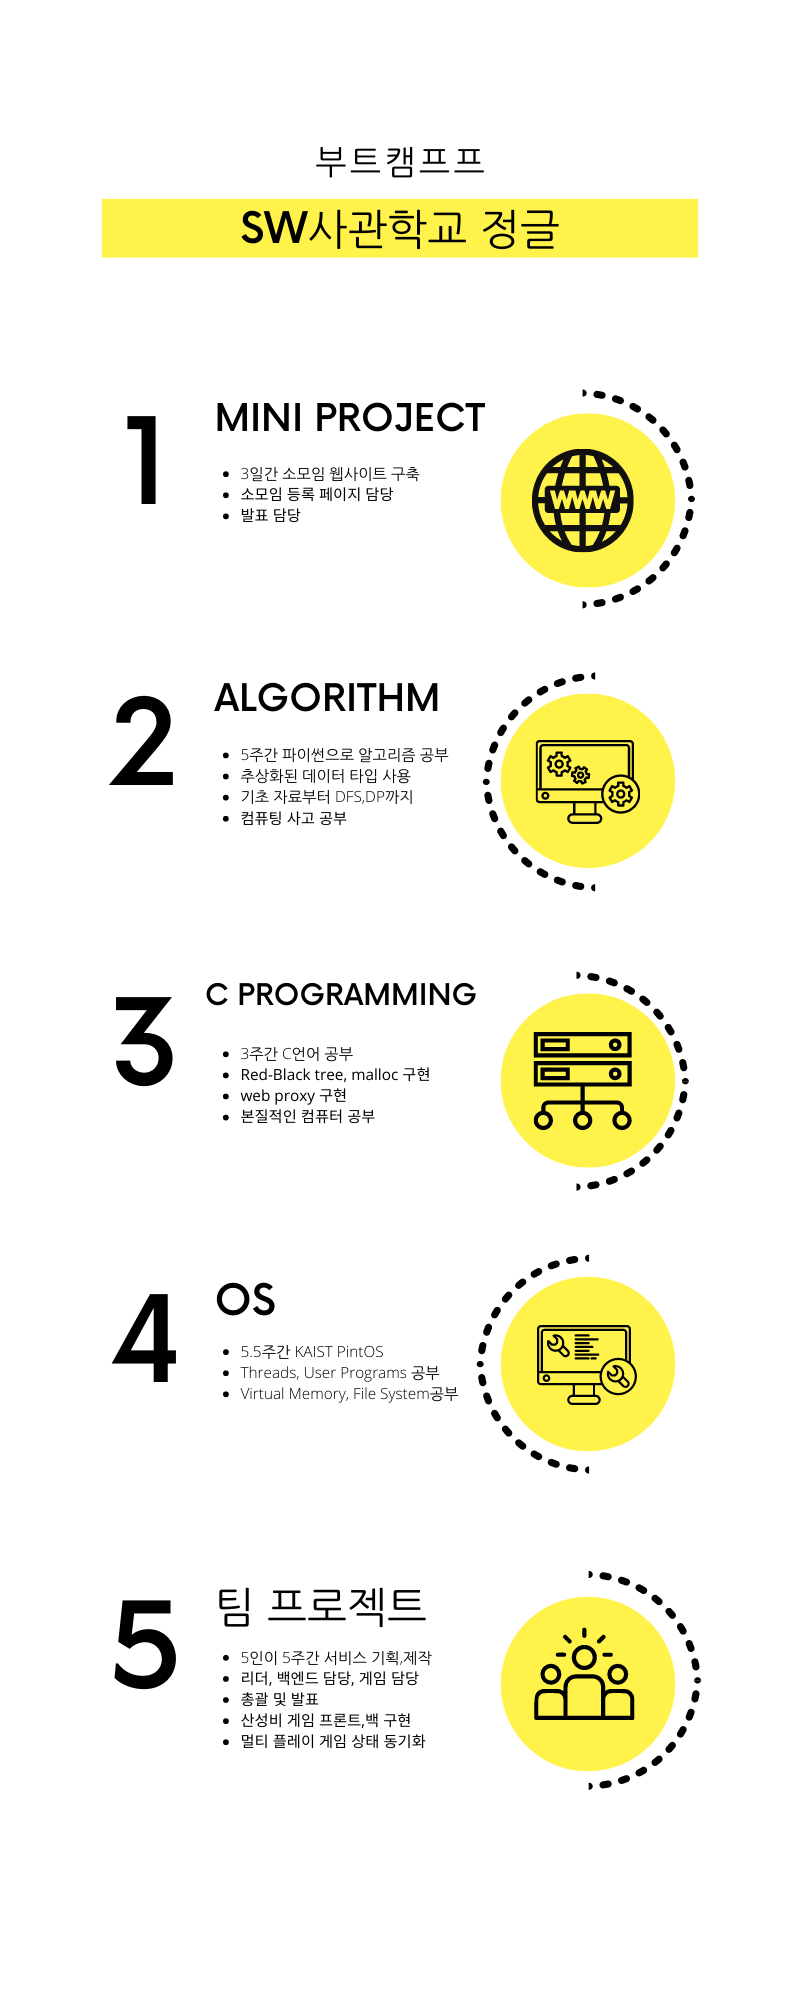 부트캠프프
SW사관학교 정글
1
MINI PROJECT
• 3일간 소모임 웹사이트 구축
• 소모임 등록 페이지 담당
• 발표 담당
WWW
2
ALGORITHM
• 5주간 파이썬으로 알고리즘 공부
• 추상화된 데이터 타입 사용
• 기초 자료부터 DFS,DP까지
• 컴퓨팅 사고 공부
3
C PROGRAMMING
• 3주간 C언어 공부
• Red-Black tree, malloc 구현
• web proxy 구현
• 본질적인 컴퓨터 공부
4
OS
• 5.5주간 KAIST PintOS
• Threads, User Programs 공부
• Virtual Memory, File System공부
5
팀 프로젝트
• 5인이 5주간 서비스 기획,제작
• 리더, 백엔드 담당, 게임 담당
• 총괄 및 발표
• 산성비 게임 프론트,백 구현
• 멀티 플레이 게임 상태 동기화